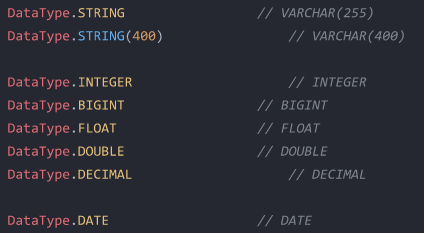 DataType.STRING // VARCHAR(255)
DataType.STRING(400) // VARCHAR(400)
DataType.INTEGER // INTEGER
DataType.BIGINT // BIGINT
DataType.FLOAT // FLOAT
DataType.DOUBLE // DOUBLE
DataType.DECIMAL // DECIMAL
DataType.DATE // DATE